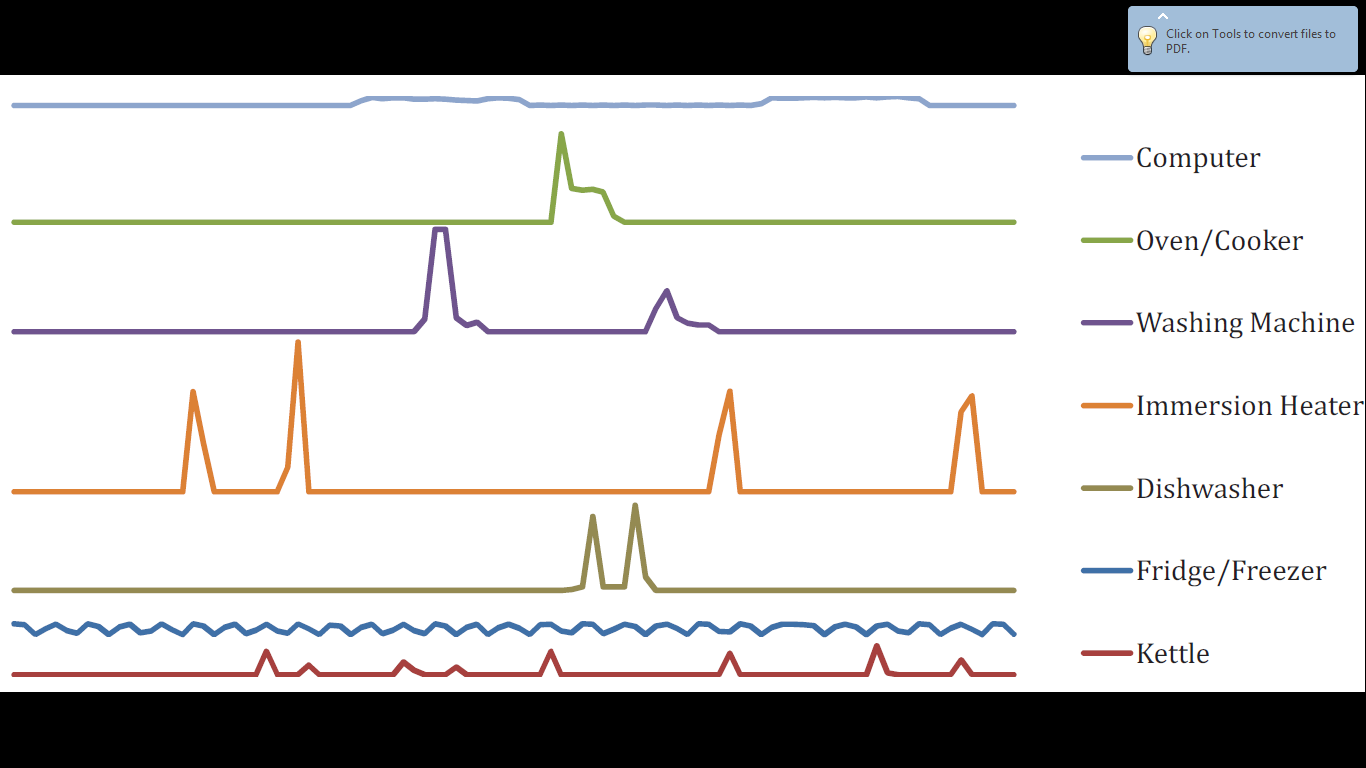 Click on Tools to convert files to
PDF.
Computer
Oven/Cooker
Washing Machine
Immersion Heater
Dishwasher
Fridge/Freezer
Kettle